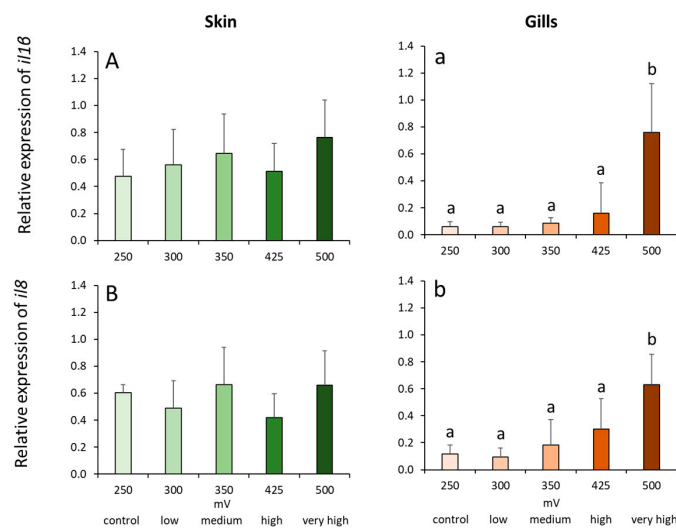 Skin
Gills
Relative expression of il1β
A
1.4
1.2
1.0
0.8
0.6
0.4
0.2
0.0
250 300 350 425 500
a
1.4
1.2
1.0
0.8
0.6
0.4
0.2
0.0
a a a a b
250 300 350 425 500
Relative expression of il8
B
1.4
1.2
1.0
0.8
0.6
0.4
0.2
0.0
250 300 350 425 500
mV
control low medium high very high
b
1.4
1.2
1.0
0.8
0.6
0.4
0.2
0.0
a a a a b
250 300 350 425 500
mV
control low medium high very high